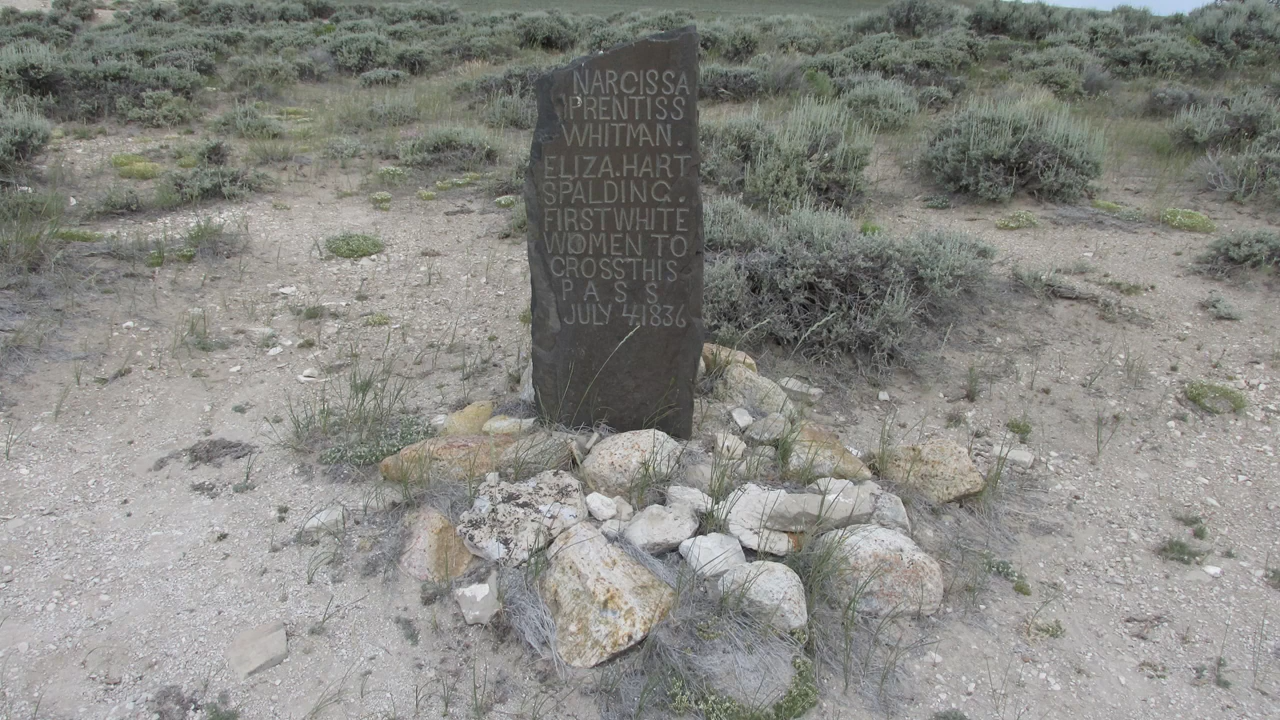 NARCISSA
PRENTISS
WHITMAN.
ELIZA.HART
SPALDING.
FIRST WHITE
WOMEN TO
CROSS THIS
PASS
JULY 4 1836